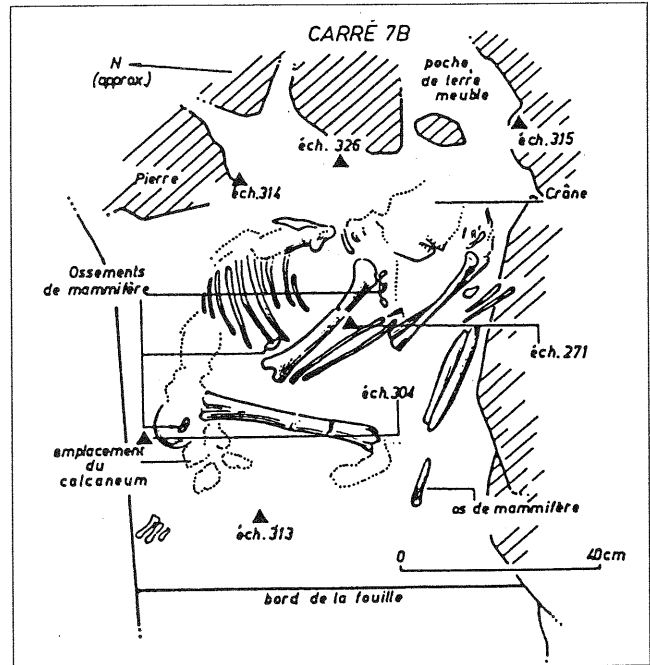 CARRÉ 7B
N
(approx.)
poche
de terre
meuble
éch. 326
éch. 315
Pierre
éch. 314
Crâne
Ossements
de mammifère
éch. 271
éch. 304
emplacement
du
calcaneum
os de mammifère
éch. 313
0
40cm
bord de la fouille